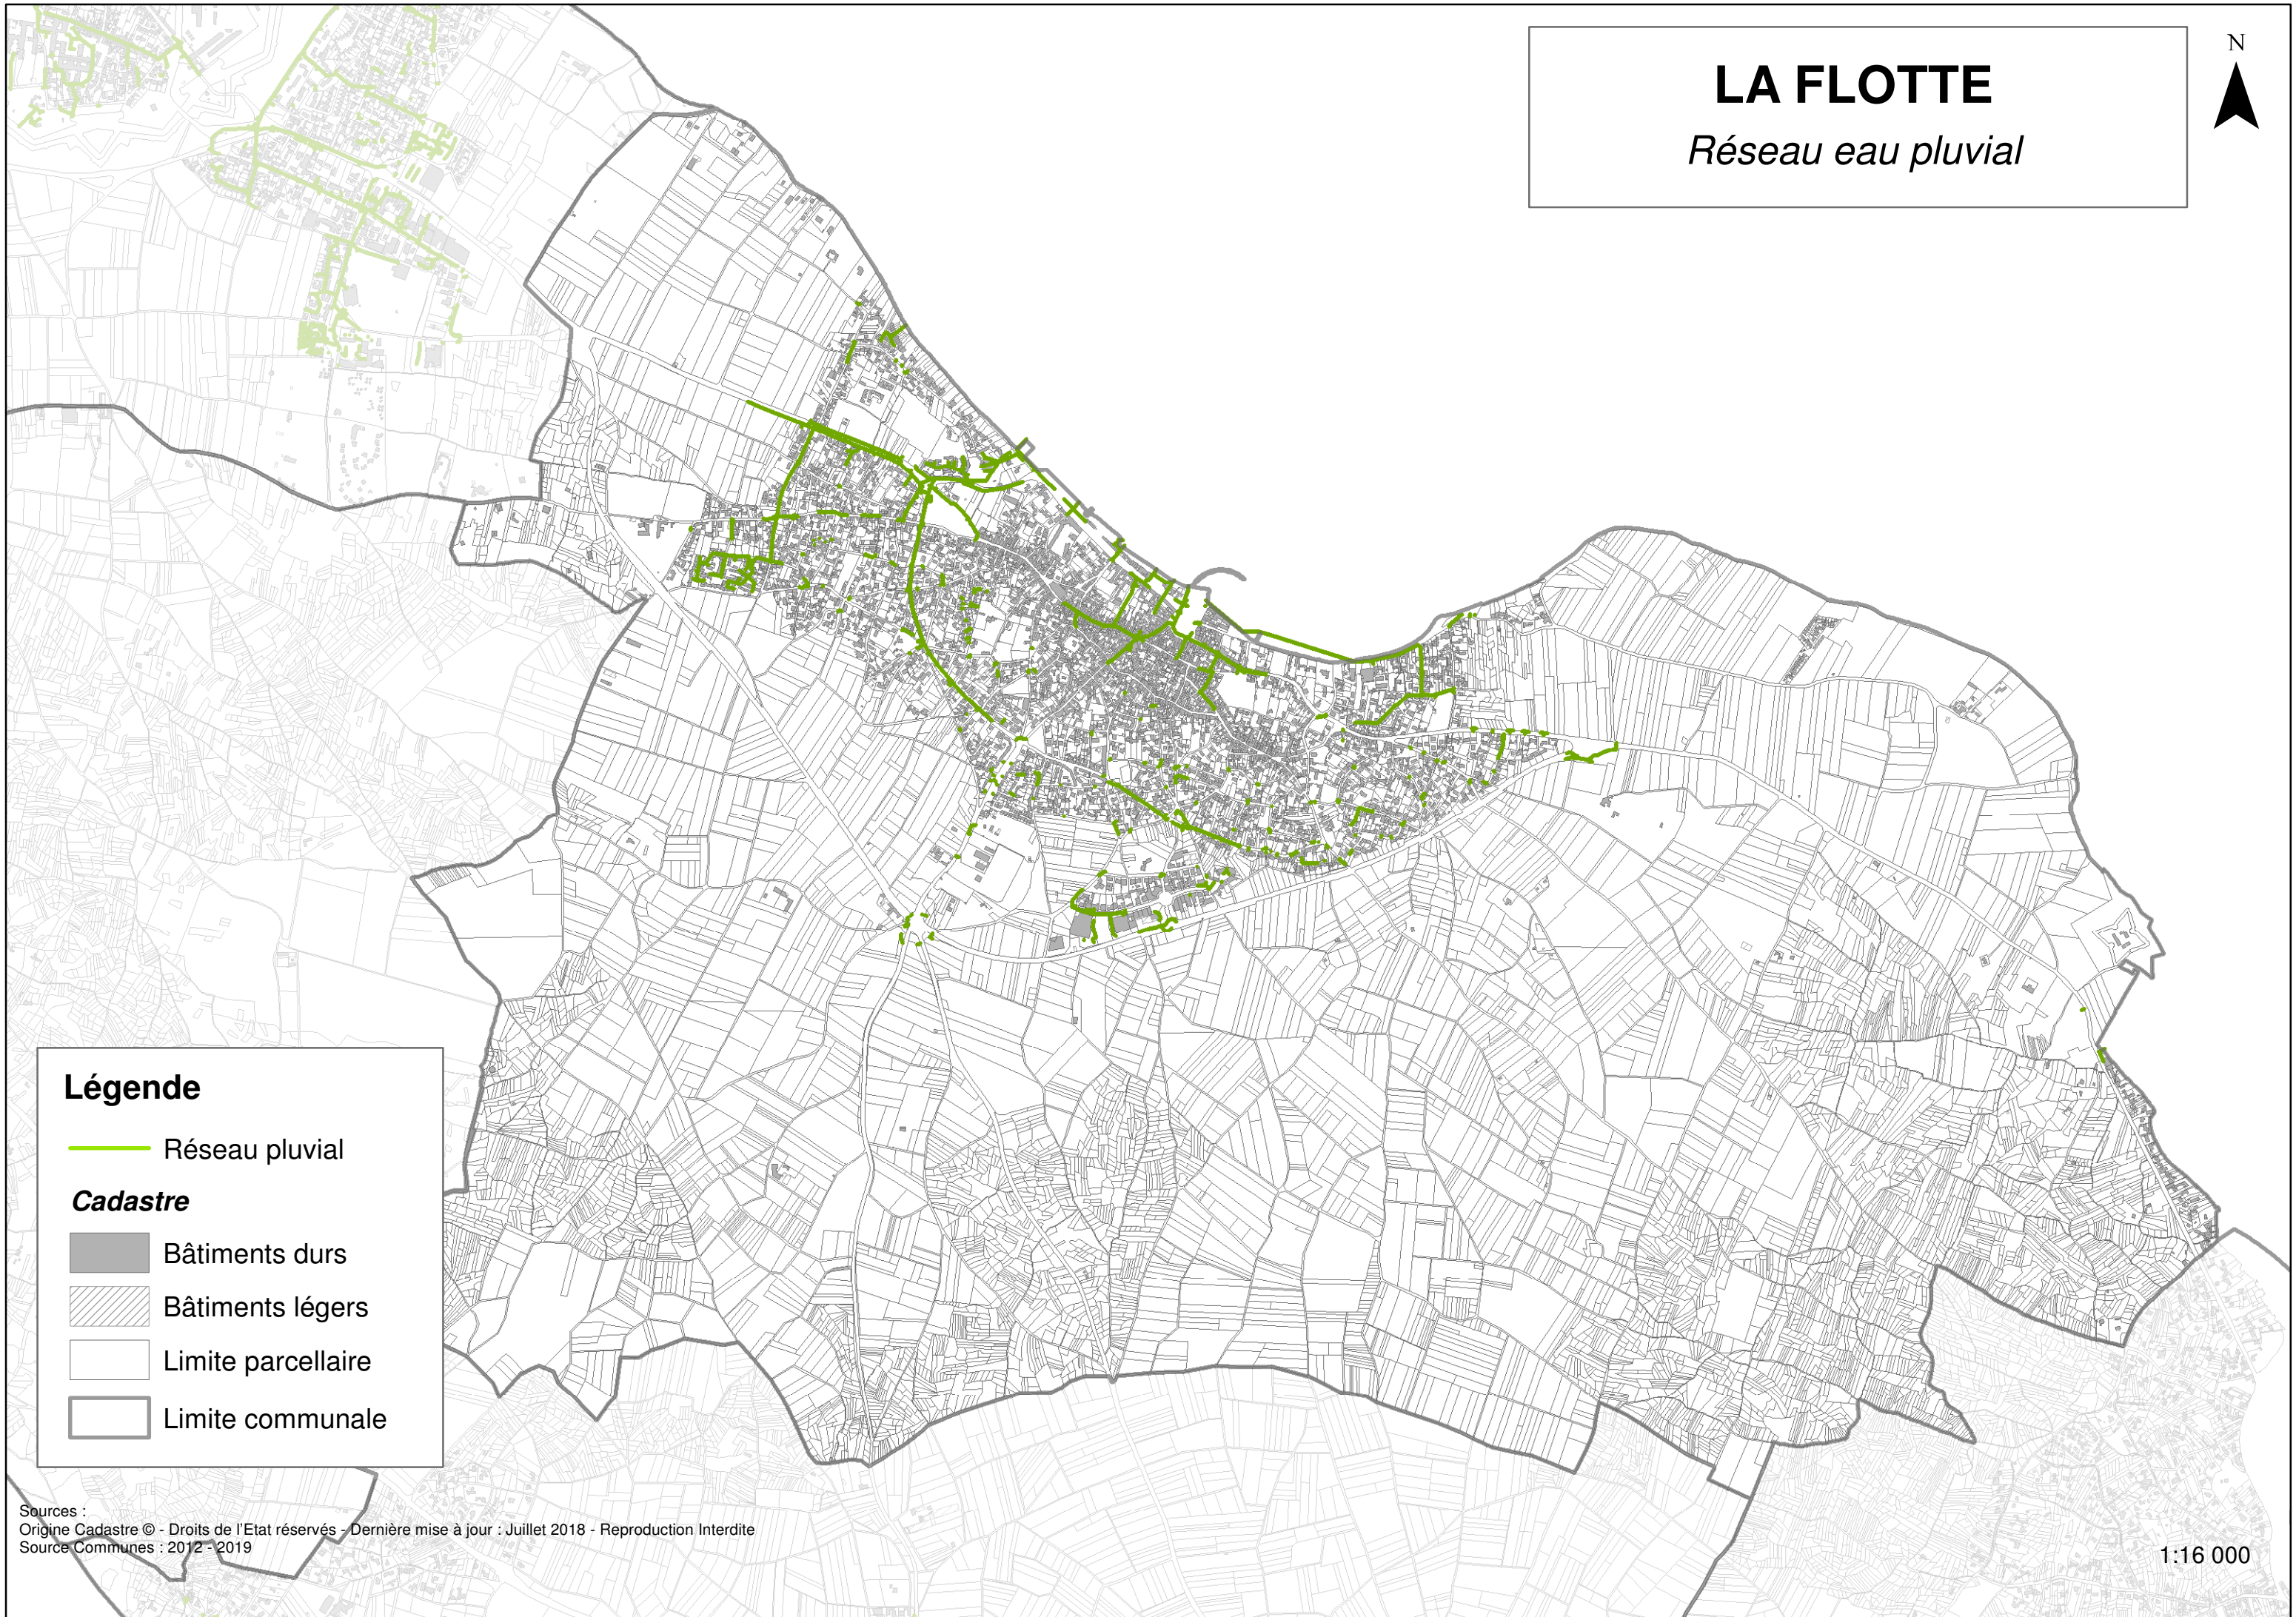 LA FLOTTE
Réseau eau pluvial
N
Légende
Réseau pluvial
Cadastre
Bâtiments durs
Bâtiments légers
Limite parcellaire
Limite communale
Sources :
Origine Cadastre © - Droits de l'Etat réservés - Dernière mise à jour : Juillet 2018 - Reproduction Interdite
Source Communes : 2012 - 2019
1:16 000